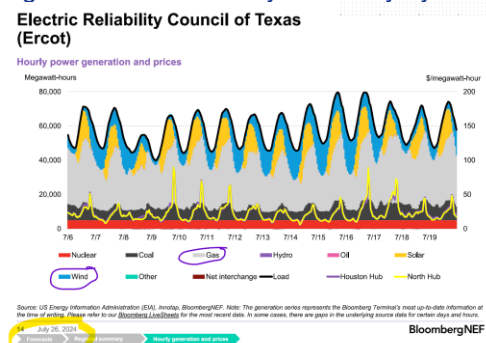 Electric Reliability Council of Texas
(Ercot)
Hourly power generation and prices
Megawatt-hours $/megawatt-hour
80,000 200
60,000 150
40,000 100
20,000 50
0 0
7/6 7/7 7/8 7/9 7/10 7/11 7/12 7/13 7/14 7/15 7/16 7/17 7/18 7/19
Nuclear Coal Gas Hydro Oil Solar
Wind Other Net interchange Load Houston Hub North Hub
Source: US Energy Information Administration (EIA), Innotap, BloombergNEF. Note: The generation series represents the Bloomberg Terminal's most up-to-date information at
the time of writing. Please refer to our Bloomberg LiveSheets for the most recent data. In some cases, there are gaps in the underlying source data for certain days and hours.
14 July 26, 2024 BloombergNEF
Forecasts Regional summary Hourly generation and prices